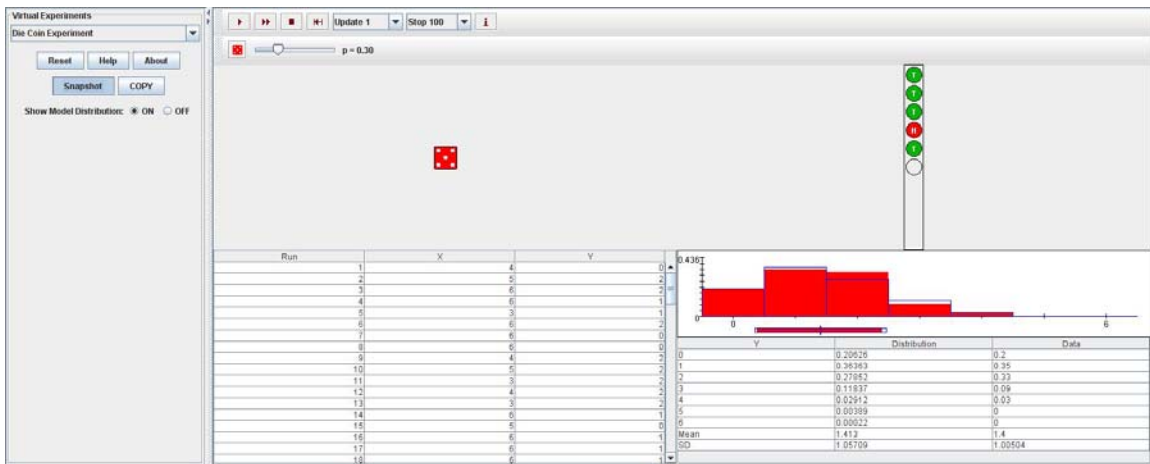 Virtual Experiments
Die Coin Experiment
Reset Help About
Snapshot COPY
Show Model Distribution: ON OFF
Update 1 Stop 100 i
p = 0.30
T
T
T
H
T
Run X Y
1 4 0
2 5 2
3 6 2
4 6 1
5 3 1
6 6 2
7 6 0
8 6 0
9 4 2
10 5 2
11 3 2
12 4 2
13 3 2
14 6 1
15 5 0
16 6 1
17 6 1
18 6 1
0.436
0
0 6
Y Distribution Data
0 0.20626 0.2
1 0.36363 0.35
2 0.27852 0.33
3 0.11837 0.09
4 0.02912 0.03
5 0.00389 0
6 0.00022 0
Mean 1.413 1.4
SD 1.05709 1.00504